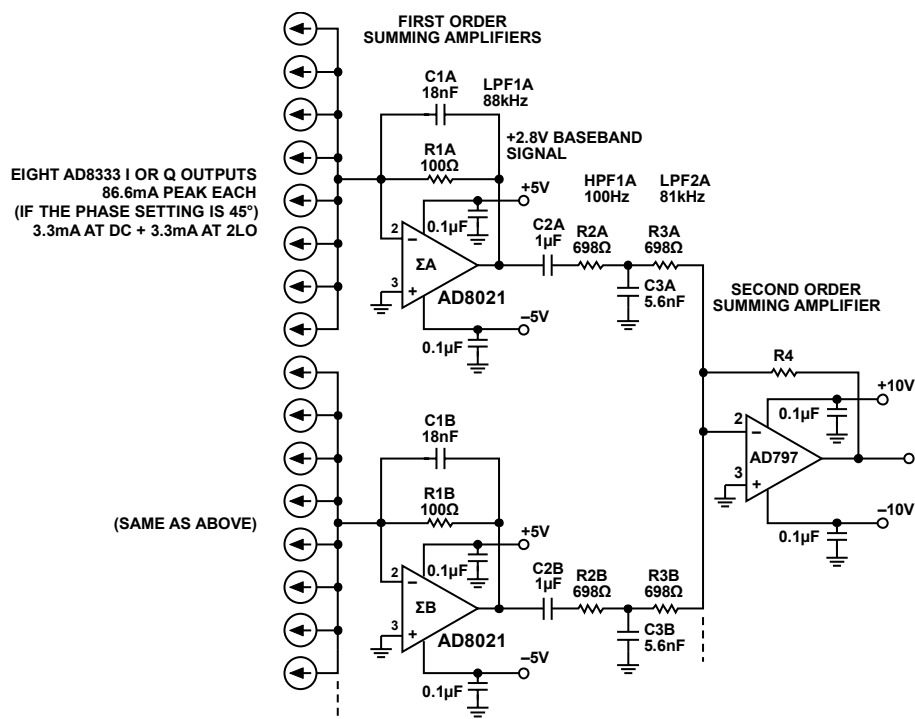 FIRST ORDER
SUMMING AMPLIFIERS
C1A
18nF
LPF1A
88kHz
R1A
100Ω
+2.8V BASEBAND
SIGNAL
EIGHT AD8333 I OR Q OUTPUTS
86.6mA PEAK EACH
(IF THE PHASE SETTING IS 45°)
3.3mA AT DC + 3.3mA AT 2LO
+5V
0.1µF
2
–
ΣA
3
+
AD8021
–5V
0.1µF
HPF1A
100Hz
LPF2A
81kHz
C2A
1µF
R2A
698Ω
R3A
698Ω
C3A
5.6nF
SECOND ORDER
SUMMING AMPLIFIER
R4
+10V
0.1µF
2
–
AD797
3
+
–10V
0.1µF
(SAME AS ABOVE)
C1B
18nF
R1B
100Ω
+5V
0.1µF
2
–
ΣB
3
+
AD8021
–5V
0.1µF
C2B
1µF
R2B
698Ω
R3B
698Ω
C3B
5.6nF